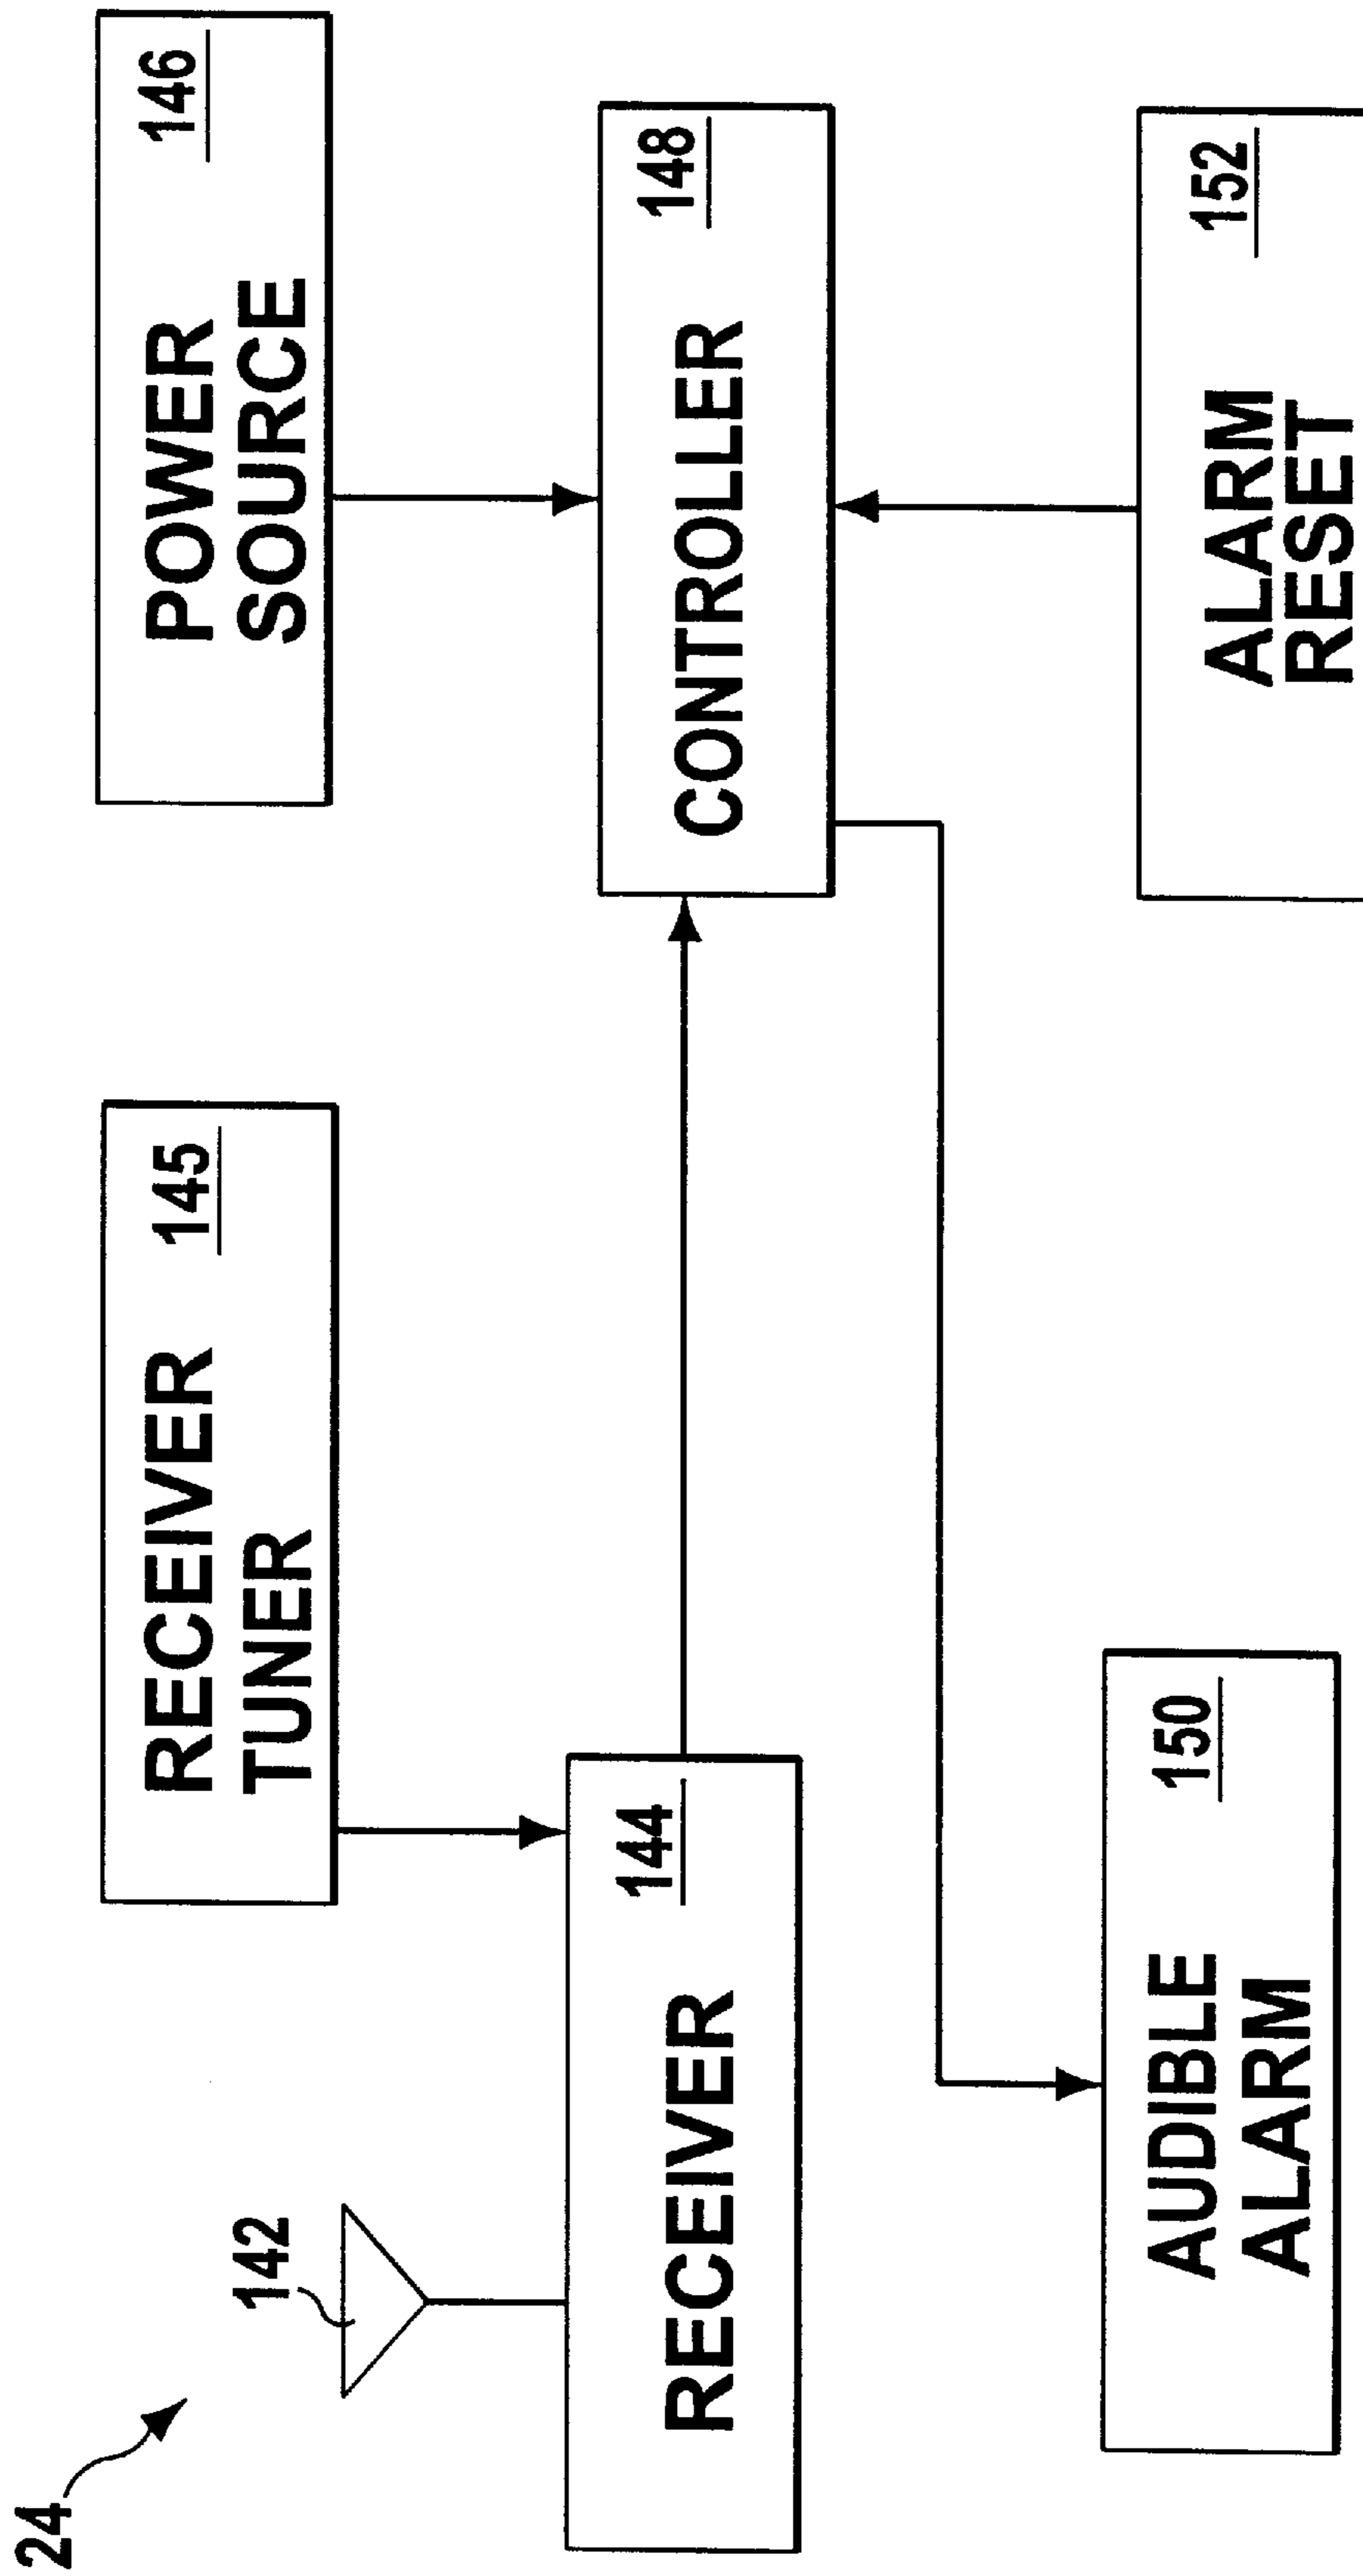 24
142
RECEIVER
TUNER
145
POWER
SOURCE
146
RECEIVER
144
CONTROLLER
148
AUDIBLE
ALARM
150
ALARM
RESET
152